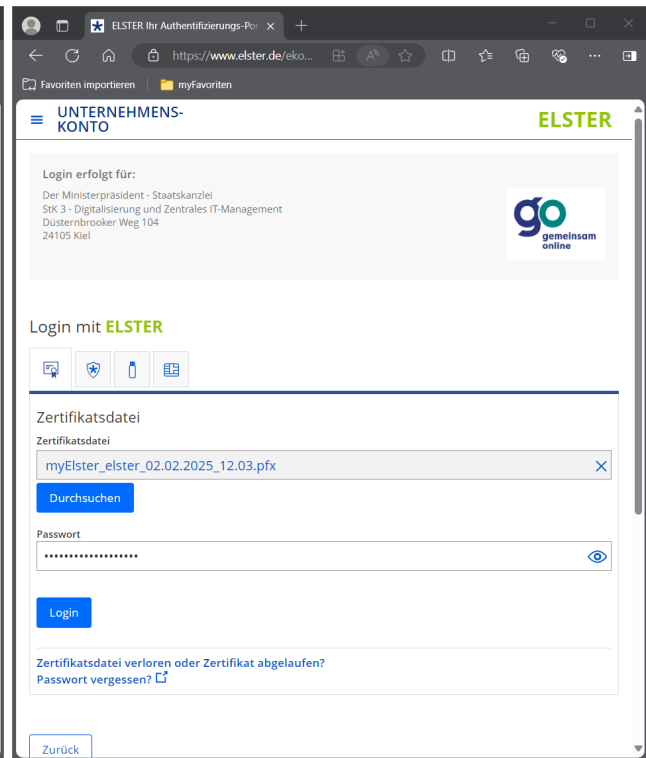 ELSTER Ihr Authentifizierungs-Por
https://www.elster.de/eko...
Favoriten importieren
myFavoriten
UNTERNEHMENS-
KONTO
ELSTER
Login erfolgt für:
Der Ministerpräsident - Staatskanzlei
StK 3 - Digitalisierung und Zentrales IT-Management
Düsternbrooker Weg 104
24105 Kiel
go
gemeinsam
online
Login mit ELSTER
Zertifikatsdatei
Zertifikatsdatei
myElster_elster_02.02.2025_12.03.pfx
Durchsuchen
Passwort
•••••••••••••••••••
Login
Zertifikatsdatei verloren oder Zertifikat abgelaufen?
Passwort vergessen?
Zurück